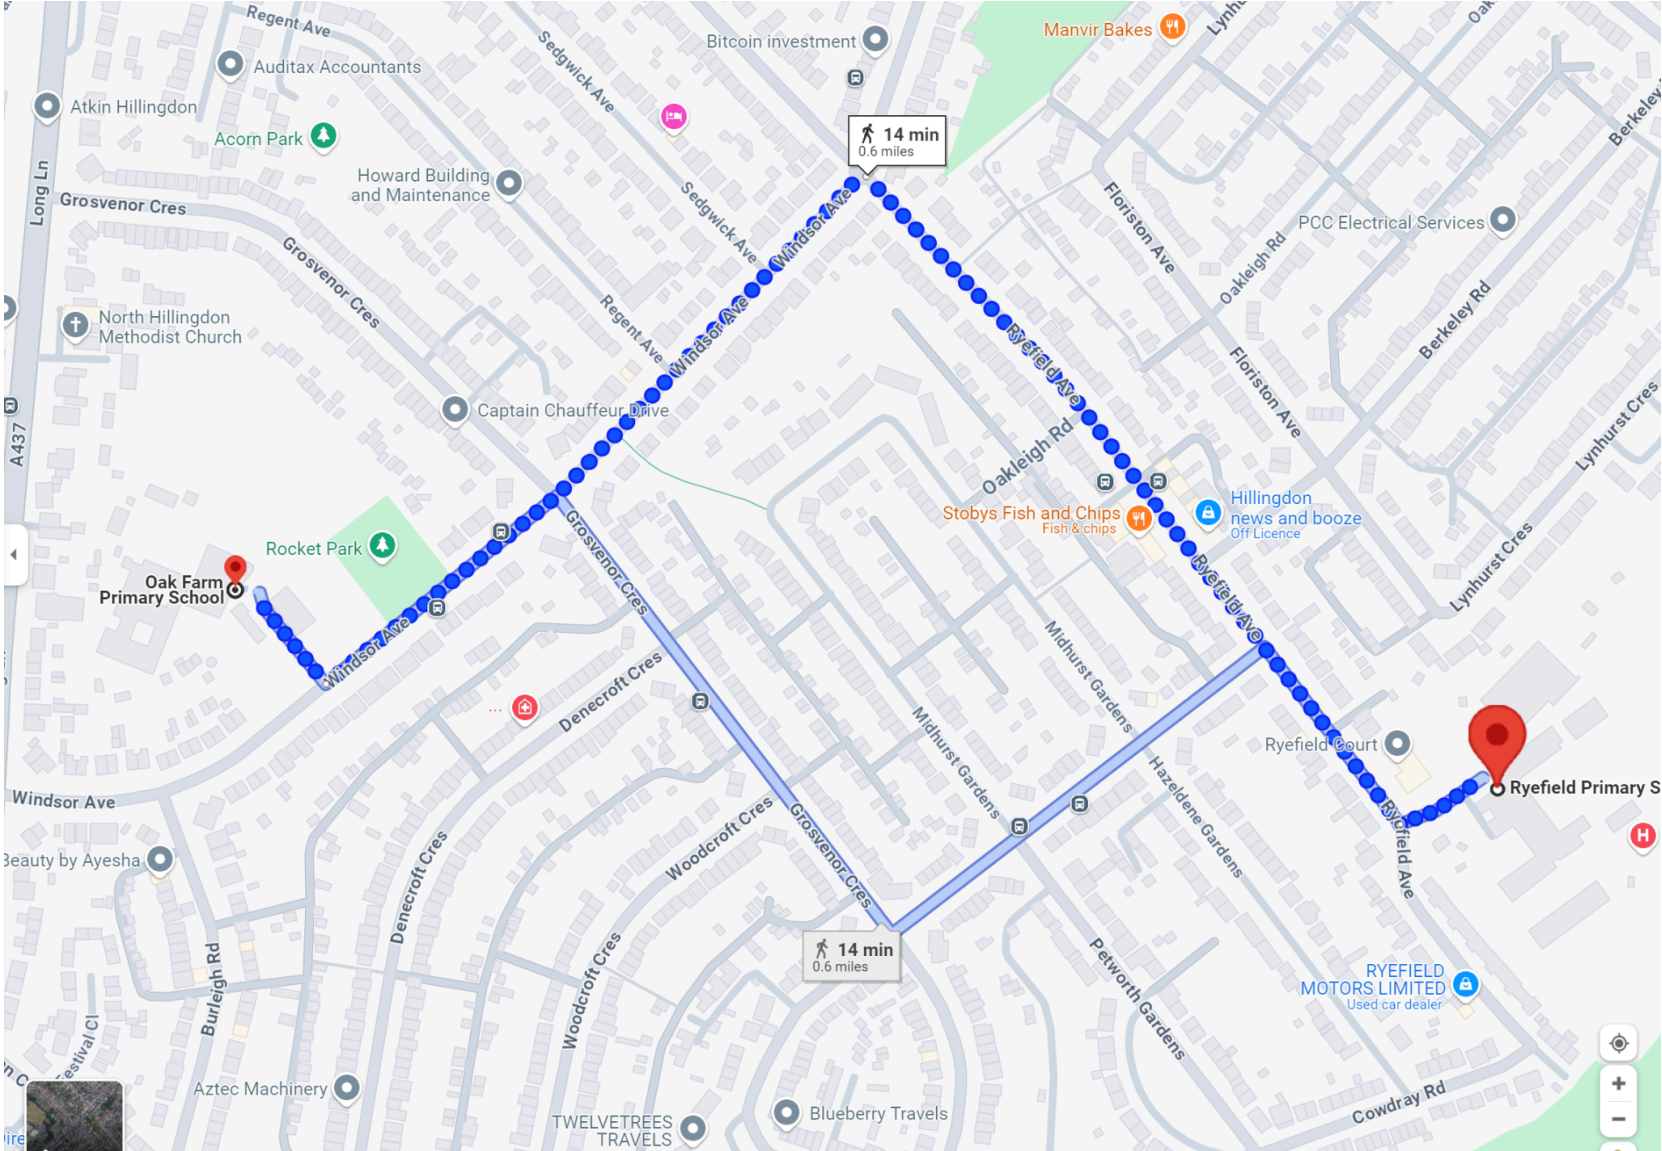 Regent Ave
Sedgwick Ave
Bitcoin investment
Manvir Bakes
Auditax Accountants
Atkin Hillingdon
Acorn Park
14 min
0.6 miles
Berkeley
Long Ln
Howard Building
and Maintenance
Sedgwick Ave
Windsor Ave
Floriston Ave
PCC Electrical Services
Grosvenor Cres
Grosvenor Cres
Oakleigh Rd
North Hillingdon
Methodist Church
Regent Ave
Windsor Ave
Ryefield Ave
Berkeley Rd
Floriston Ave
Captain Chauffeur Drive
A437
Oakleigh Rd
Lynhurst Cres
Stobys Fish and Chips
Fish & chips
Hillingdon
news and booze
Off Licence
Rocket Park
Grosvenor Cres
Oak Farm
Primary School
Ryefield Ave
Lynhurst Cres
Windsor Ave
Denecroft Cres
Midhurst Gardens
...
Midhurst Gardens
Ryefield Court
Ryefield Primary S
Windsor Ave
Hazeldene Gardens
Woodcroft Cres
Grosvenor Cres
Ryefield Ave
H
Beauty by Ayesha
Denecroft Cres
14 min
0.6 miles
Burleigh Rd
Woodcroft Cres
Petworth Gardens
RYEFIELD
MOTORS LIMITED
Used car dealer
Festival Cl
Aztec Machinery
TWELVETREES
TRAVELS
Blueberry Travels
Cowdray Rd